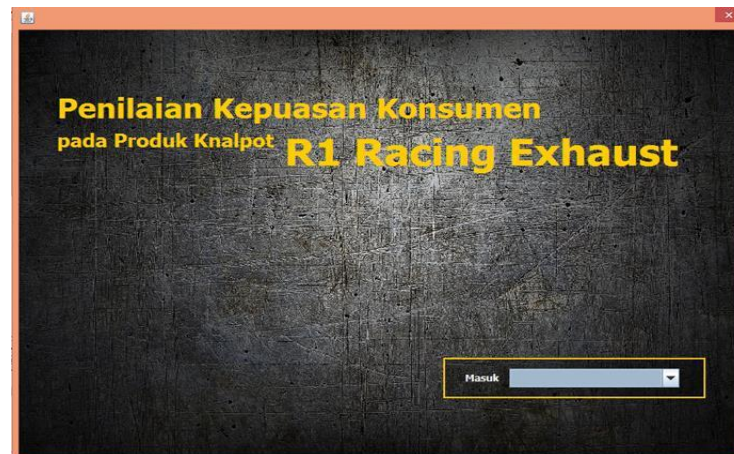 Penilaian Kepuasan Konsumen
pada Produk Knalpot R1 Racing Exhaust
Masuk